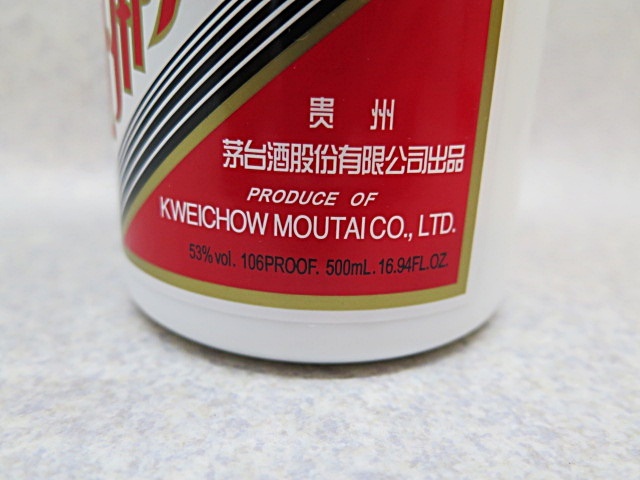 贵 州
茅台酒股份有限公司出品
PRODUCE OF
KWEICHOW MOUTAI CO., LTD.
53% vol. 106PROOF. 500mL. 16.94FL.OZ.